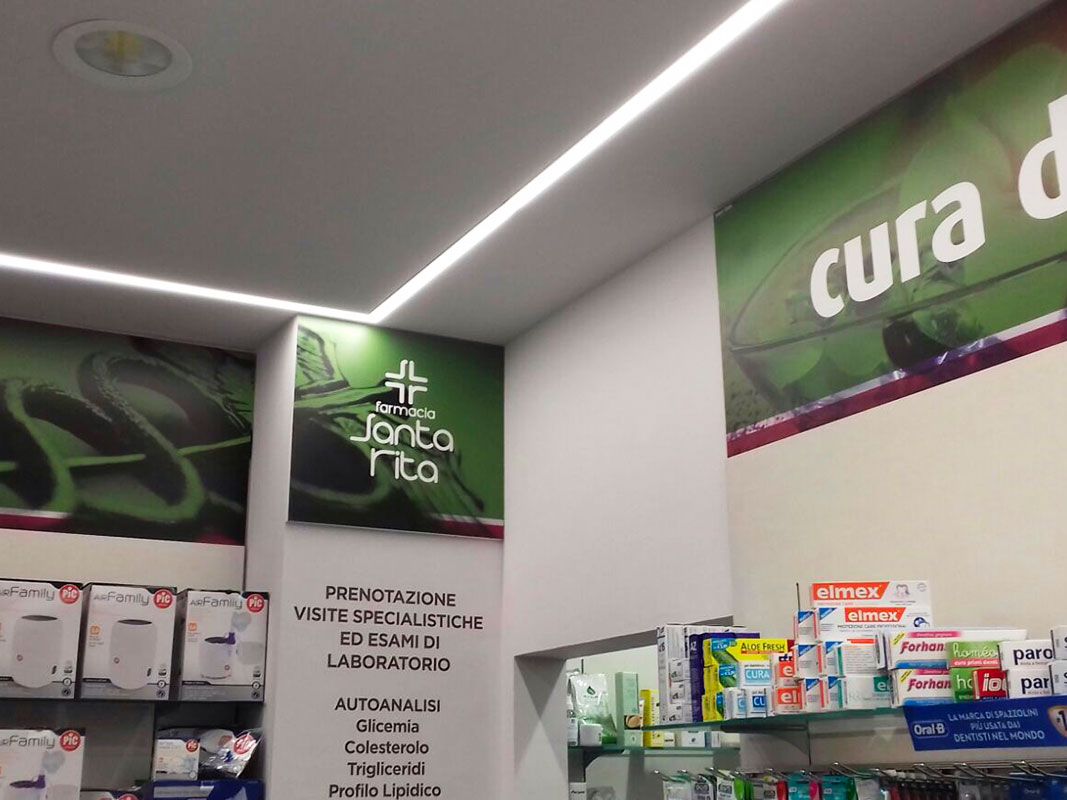 cura d
farmacia
Santa
rita
PRENOTAZIONE
VISITE SPECIALISTICHE
ED ESAMI DI
LABORATORIO
AUTOANALISI
Glicemia
Colesterolo
Trigliceridi
Profilo Lipidico
AIRFamily PiC
AIRFamily PiC
AIRFamily PiC
AIRFamily PiC
elmex
elmex
ALOE FRESH
CURA
Forhan
Forhan
homéo
paro
par
Oral-B
LA MARCA DI SPAZZOLINI
PIÙ USATA DAI
DENTISTI NEL MONDO